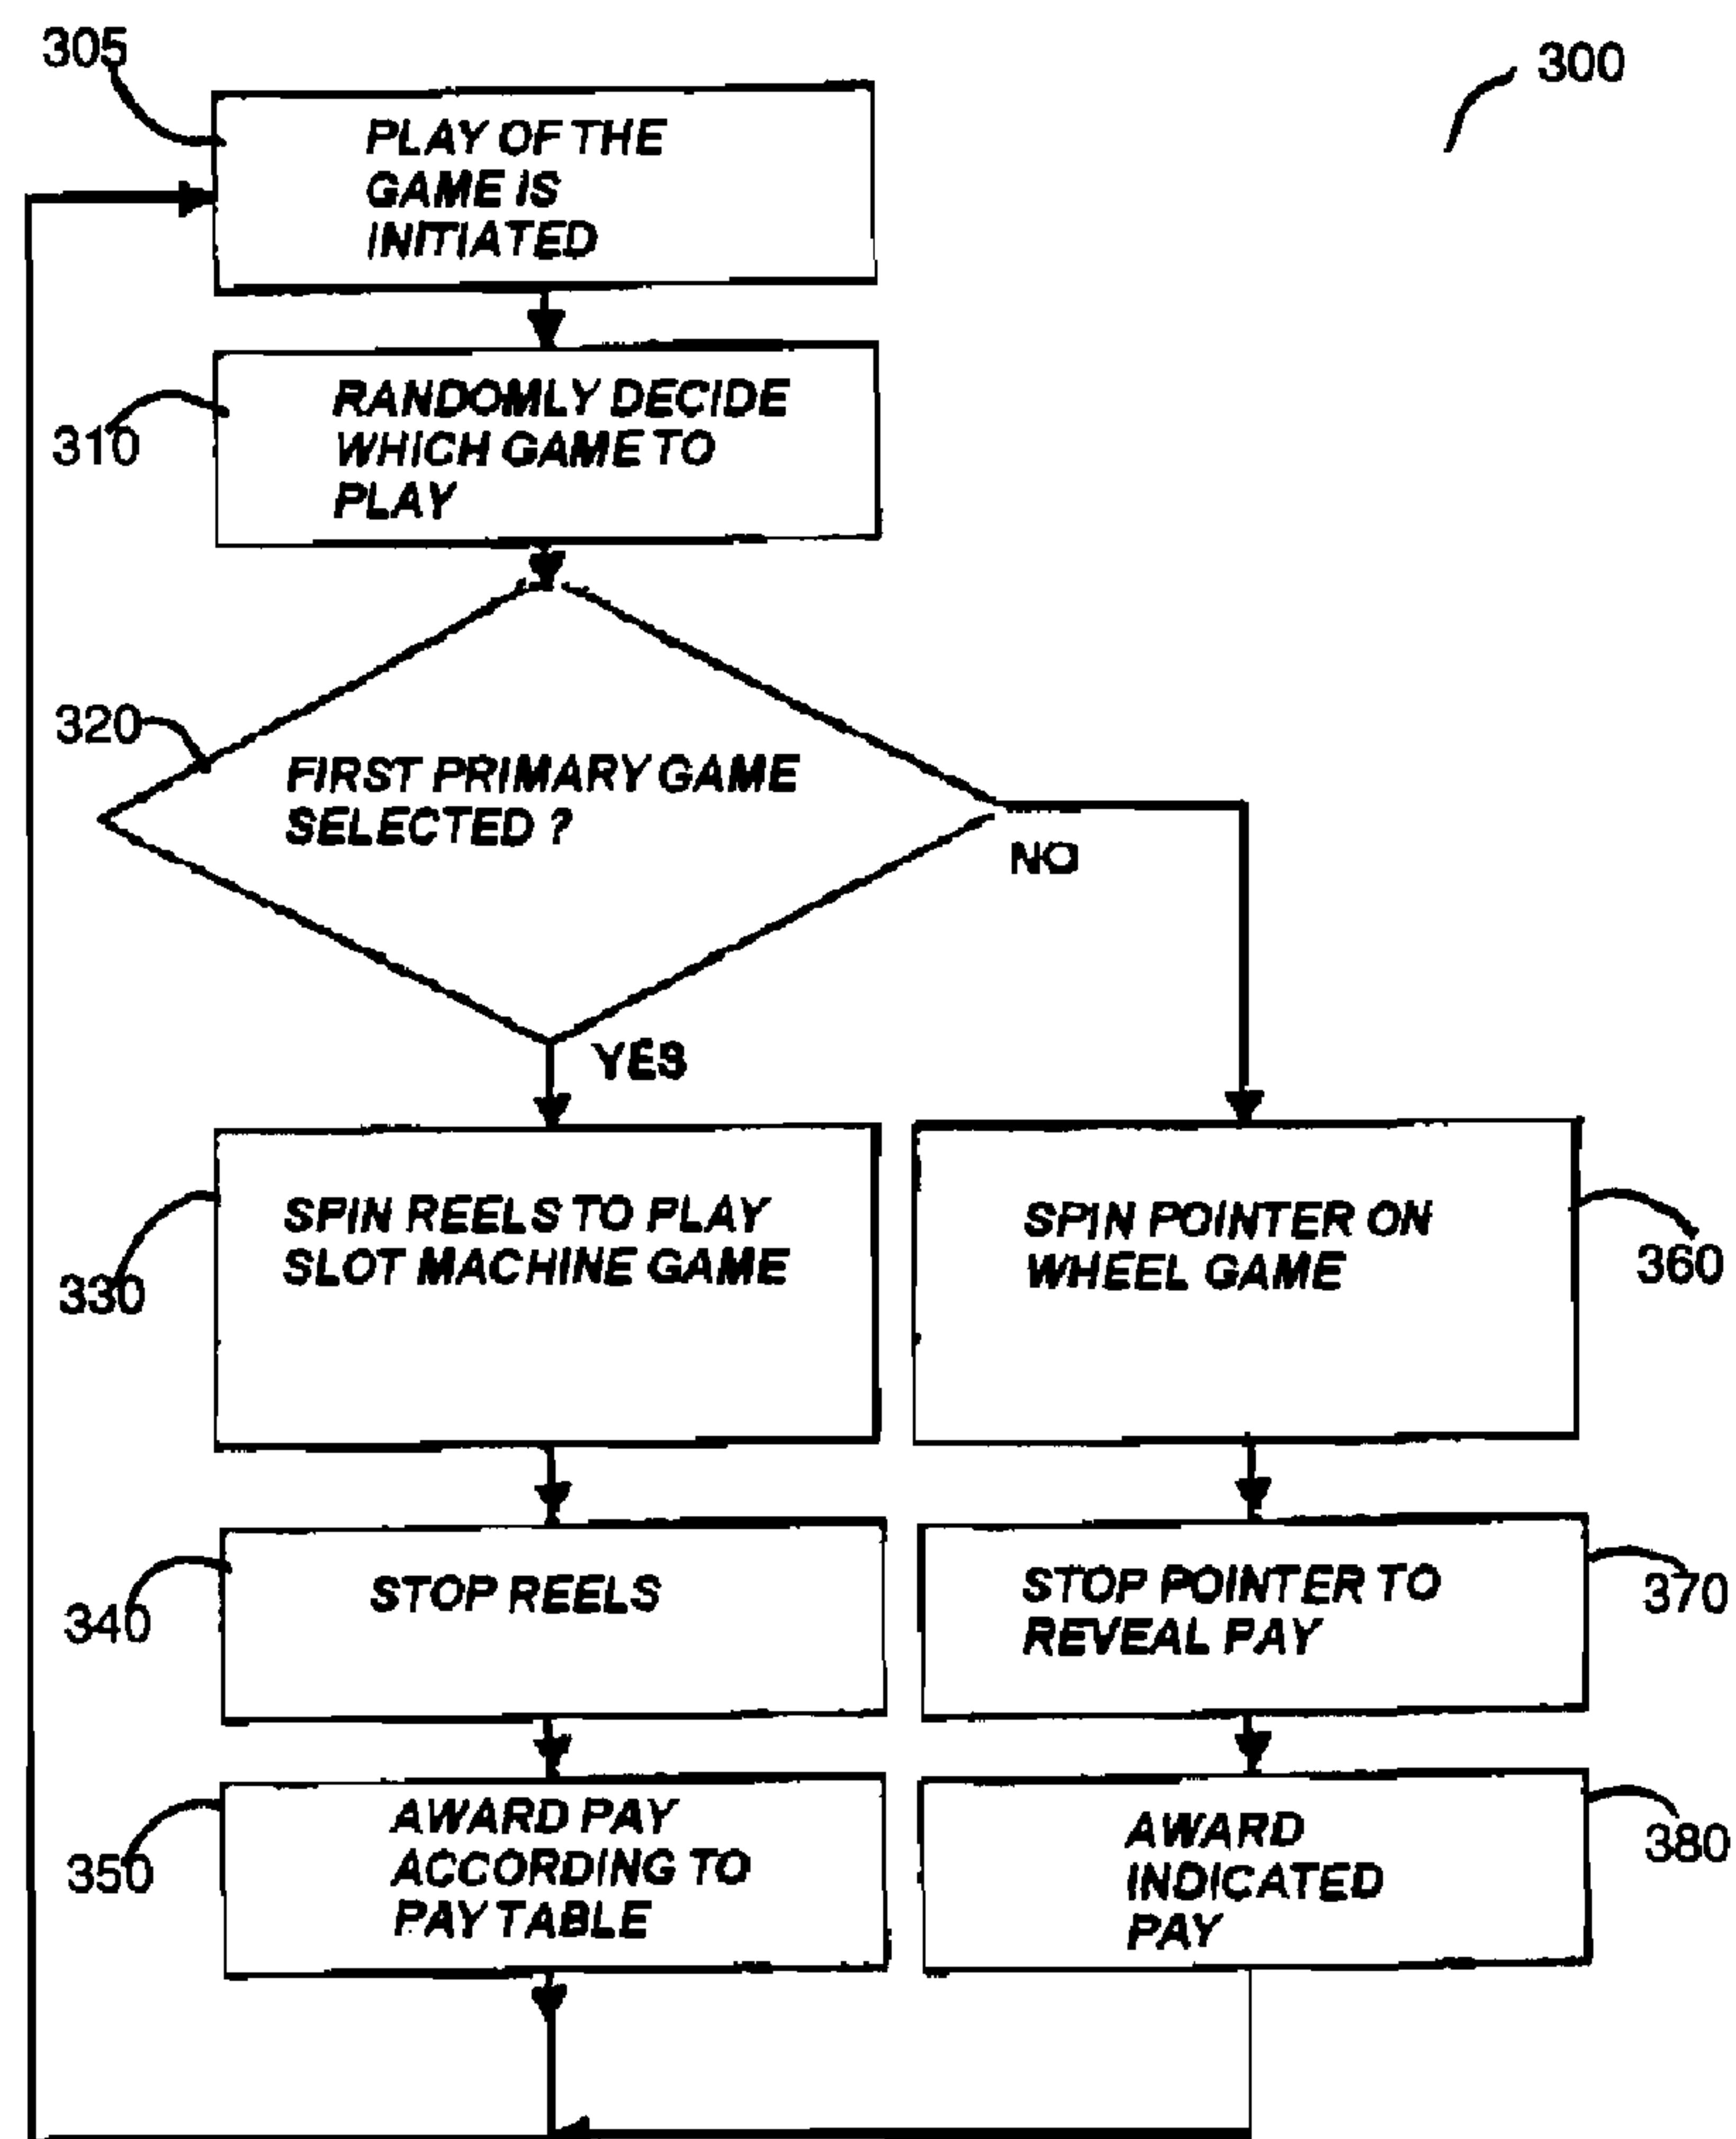 305
300
PLAY OF THE
GAME IS
INITIATED
310
RANDOMLY DECIDE
WHICH GAME TO
PLAY
320
FIRST PRIMARY GAME
SELECTED ?
NO
YES
330
SPIN REELS TO PLAY
SLOT MACHINE GAME
SPIN POINTER ON
WHEEL GAME
360
340
STOP REELS
STOP POINTER TO
REVEAL PAY
370
350
AWARD PAY
ACCORDING TO
PAY TABLE
AWARD
INDICATED
PAY
380